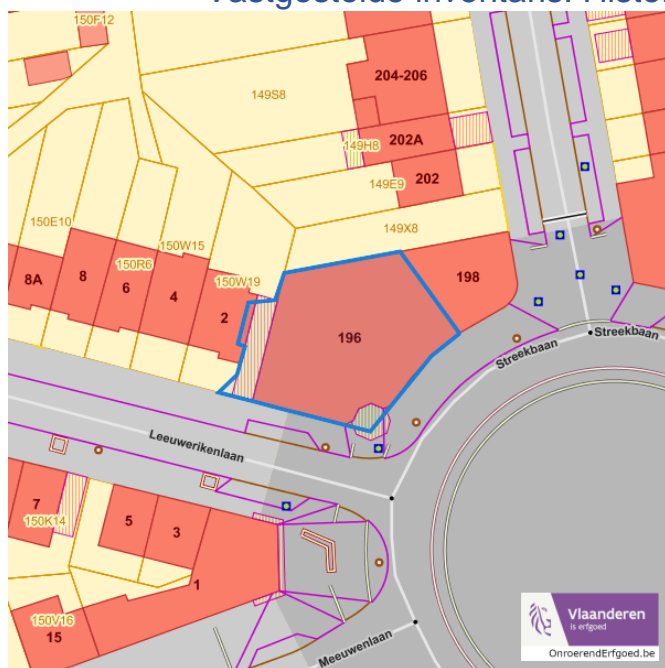 Vastgestelde inventaris: Histor
150F12
204-206
149S8
202A
149H8
202
149E9
149X8
150E10
150W15
150R6
150W19
8A
8
6
4
2
198
196
Streekbaan
Streekbaan
Leeuwerikenlaan
7
150K14
5
3
1
150V16
15
Meeuwenlaan
Vlaanderen
is erfgoed
OnroerendErfgoed.be